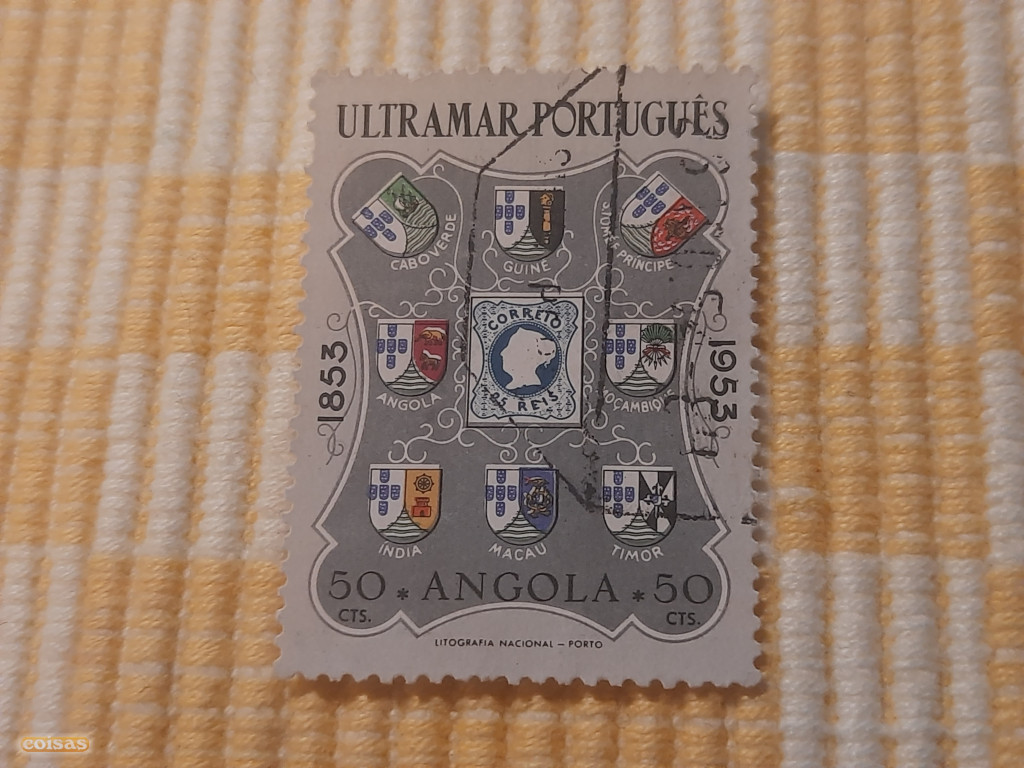 ULTRAMAR PORTUGUÊS
CABO VERDE
GUINÉ
S. TOMÉ E PRÍNCIPE
1853
CORREIO
25 REIS
1953
ANGOLA
MOÇAMBIQUE
INDIA
MACAU
TIMOR
50 * ANGOLA * 50
CTS. CTS.
LITOGRAFIA NACIONAL — PORTO
coisas